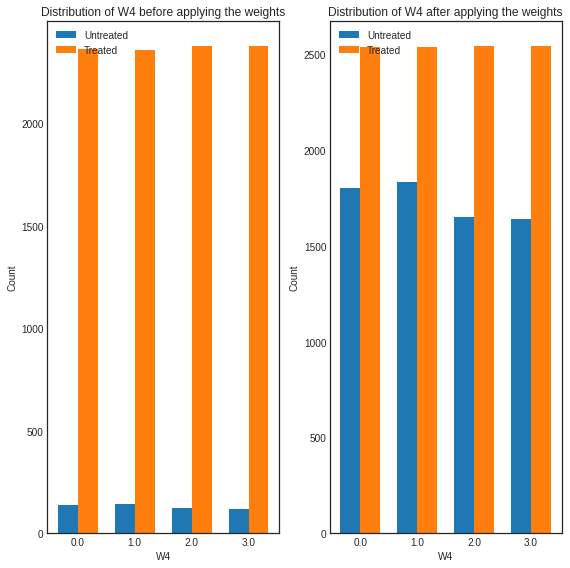 Distribution of W4 before applying the weights
Untreated
Treated
2000
1500
1000
500
0
Count
0.0 1.0 2.0 3.0
W4
Distribution of W4 after applying the weights
Untreated
Treated
2500
2000
1500
1000
500
0
Count
0.0 1.0 2.0 3.0
W4